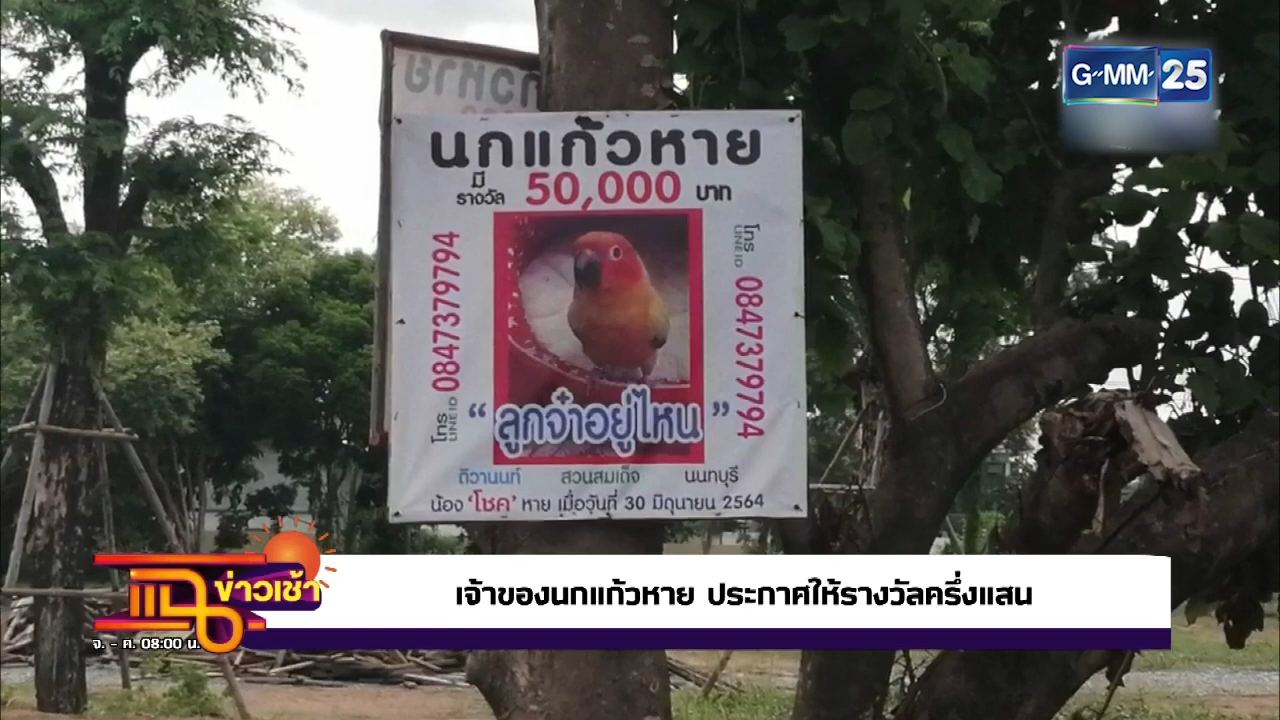 GMM 25
นกแก้วหาย
มีรางวัล 50,000 บาท
โทร LINE ID 0847379794
โทร LINE ID 0847379794
“ ลูกจ๋าอยู่ไหน ”
ติวานนท์ สวนสมเด็จ นนทบุรี
น้อง ‘โชค’ หาย เมื่อวันที่ 30 มิถุนายน 2564
แฉข่าวเช้า
จ. - ศ. 08:00 น.
เจ้าของนกแก้วหาย ประกาศให้รางวัลครึ่งแสน